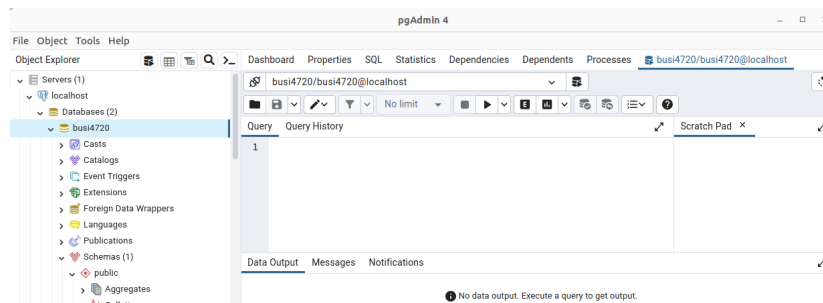 pgAdmin 4
File Object Tools Help
Object Explorer
Dashboard Properties SQL Statistics Dependencies Dependents Processes busi4720/busi4720@localhost
Servers (1)
busi4720/busi4720@localhost
localhost
Databases (2)
No limit
busi4720
Query Query History
Scratch Pad
Casts
1
Catalogs
Event Triggers
Extensions
Foreign Data Wrappers
Languages
Publications
Schemas (1)
Data Output Messages Notifications
public
Aggregates
No data output. Execute a query to get output.